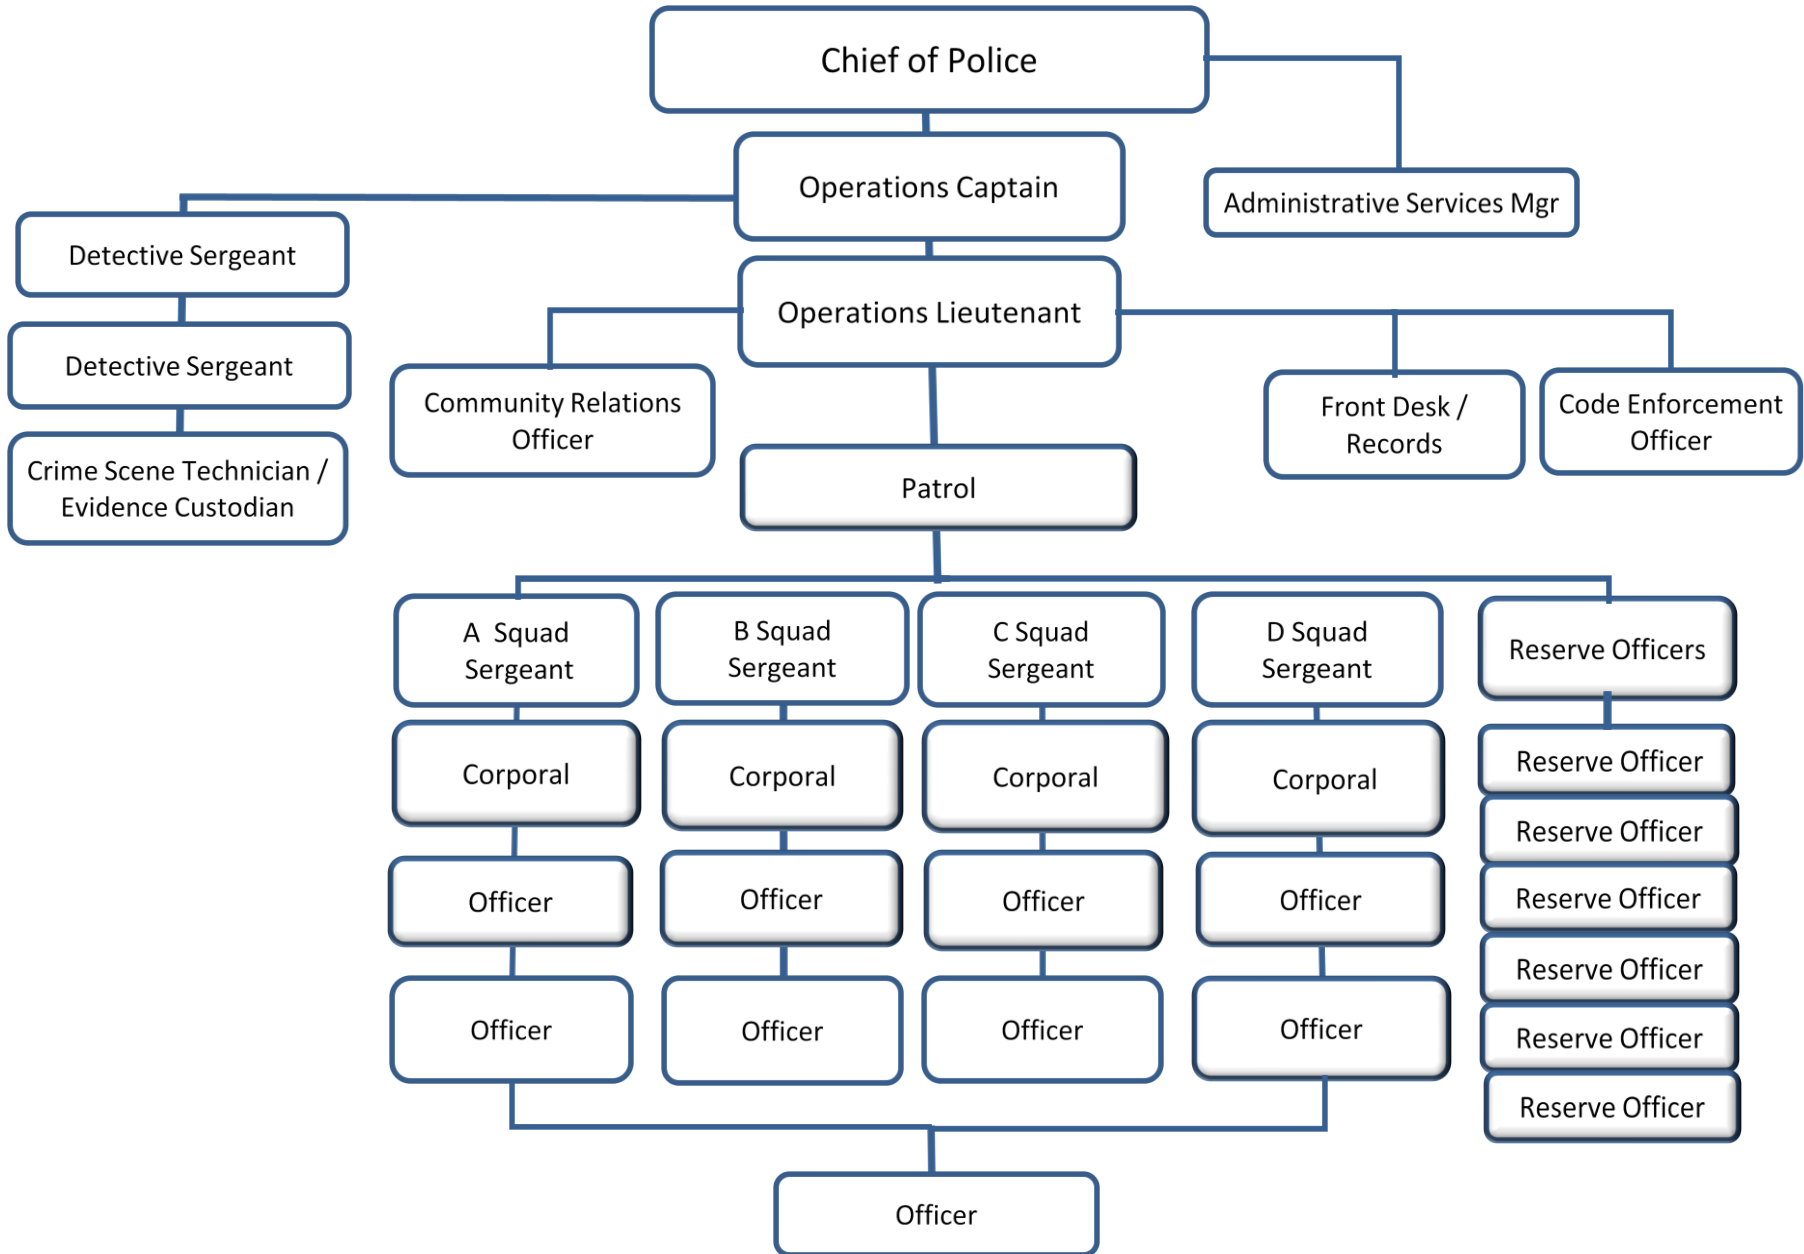 Chief of Police
Operations Captain
Administrative Services Mgr
Detective Sergeant
Operations Lieutenant
Detective Sergeant
Community Relations
Officer
Front Desk /
Records
Code Enforcement
Officer
Crime Scene Technician /
Evidence Custodian
Patrol
A Squad
Sergeant
B Squad
Sergeant
C Squad
Sergeant
D Squad
Sergeant
Reserve Officers
Corporal
Corporal
Corporal
Corporal
Reserve Officer
Reserve Officer
Officer
Officer
Officer
Officer
Reserve Officer
Reserve Officer
Officer
Officer
Officer
Officer
Reserve Officer
Reserve Officer
Officer